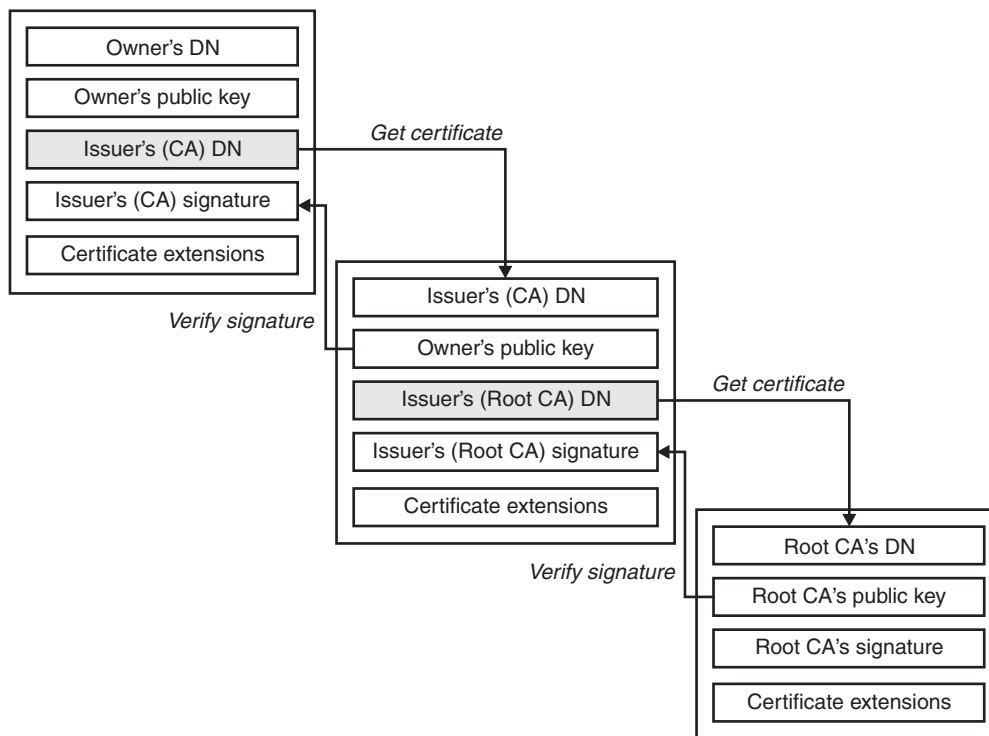 Owner’s DN
Owner’s public key
Issuer’s (CA) DN
Issuer’s (CA) signature
Certificate extensions
Get certificate
Verify signature
Issuer’s (CA) DN
Owner’s public key
Issuer’s (Root CA) DN
Issuer’s (Root CA) signature
Certificate extensions
Get certificate
Verify signature
Root CA’s DN
Root CA’s public key
Root CA’s signature
Certificate extensions